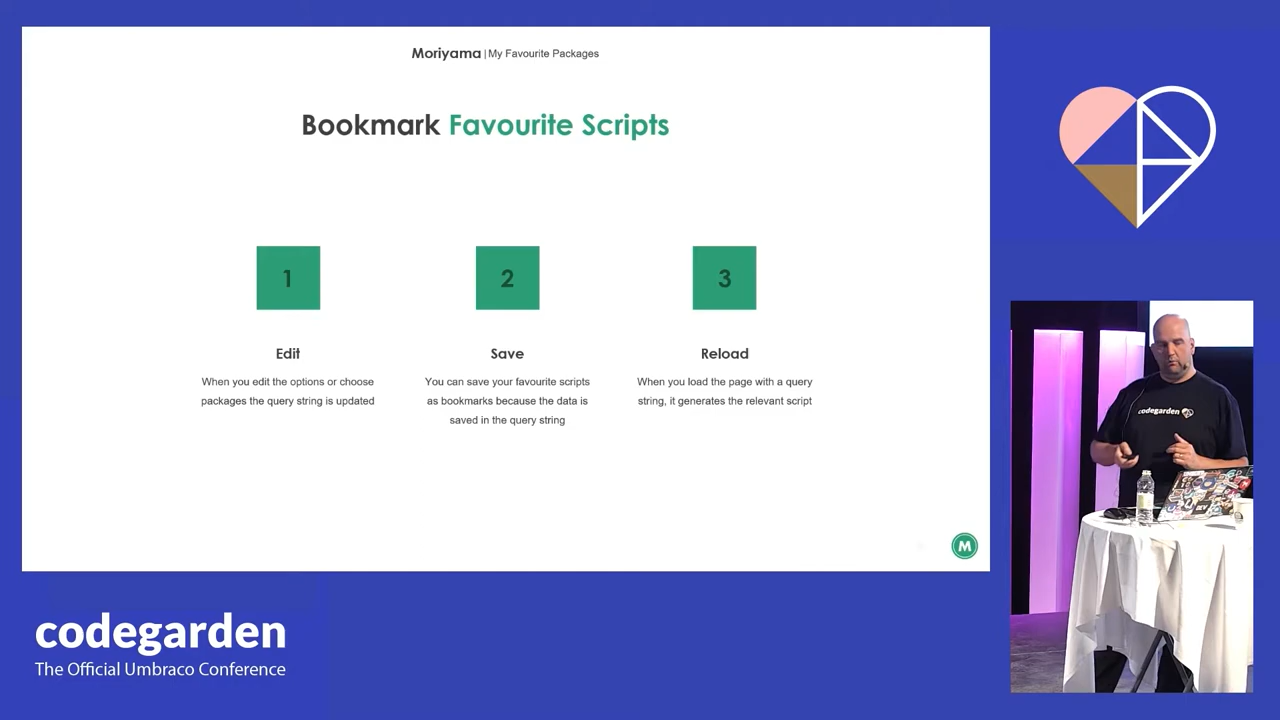 Moriyama | My Favourite Packages
Bookmark Favourite Scripts
1
2
3
Edit
Save
Reload
When you edit the options or choose
packages the query string is updated
You can save your favourite scripts
as bookmarks because the data is
saved in the query string
When you load the page with a query
string, it generates the relevant script
M
codegarden
codegarden
The Official Umbraco Conference